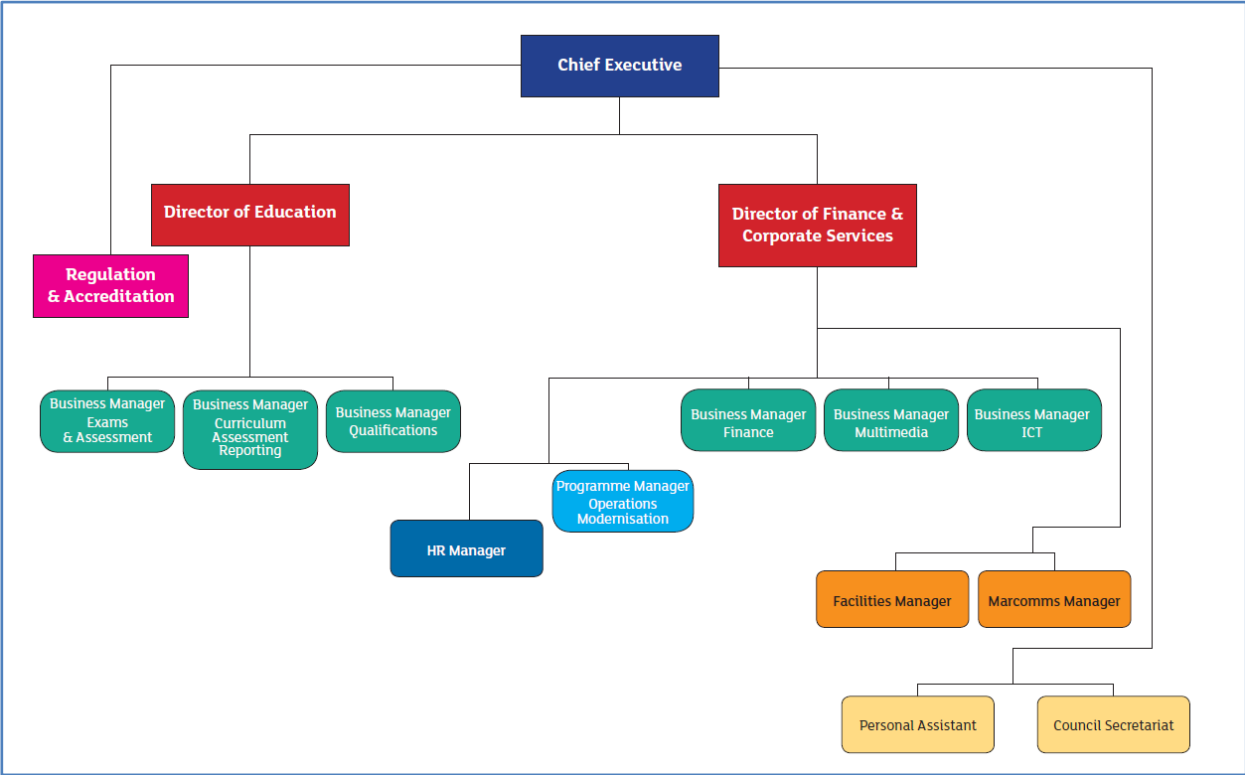 Chief Executive
Director of Education
Director of Finance &
Corporate Services
Regulation
& Accreditation
Business Manager
Exams
& Assessment
Business Manager
Curriculum
Assessment
Reporting
Business Manager
Qualifications
Business Manager
Finance
Business Manager
Multimedia
Business Manager
ICT
Programme Manager
Operations
Modernisation
HR Manager
Facilities Manager
Marcomms Manager
Personal Assistant
Council Secretariat